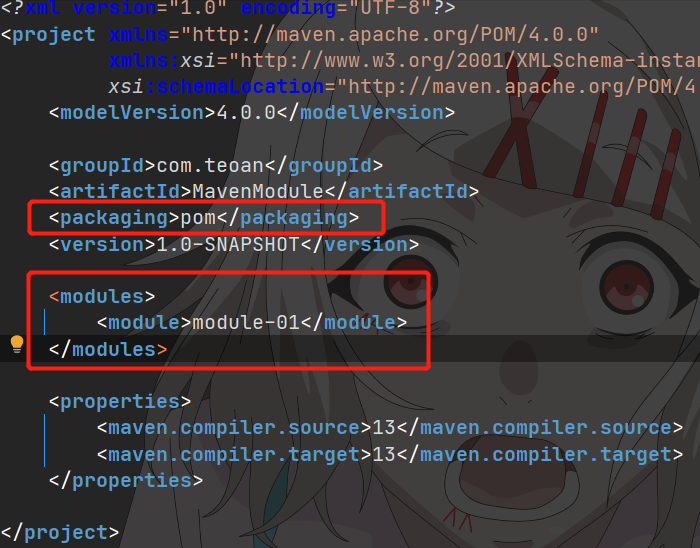 <?xml version="1.0" encoding="UTF-8"?>
<project xmlns="http://maven.apache.org/POM/4.0.0"
xmlns:xsi="http://www.w3.org/2001/XMLSchema-instan
xsi:schemaLocation="http://maven.apache.org/POM/4
<modelVersion>4.0.0</modelVersion>
<groupId>com.teoan</groupId>
<artifactId>MavenModule</artifactId>
<packaging>pom</packaging>
<version>1.0-SNAPSHOT</version>
<modules>
<module>module-01</module>
</modules>
<properties>
<maven.compiler.source>13</maven.compiler.source>
<maven.compiler.target>13</maven.compiler.target>
</properties>
</project>